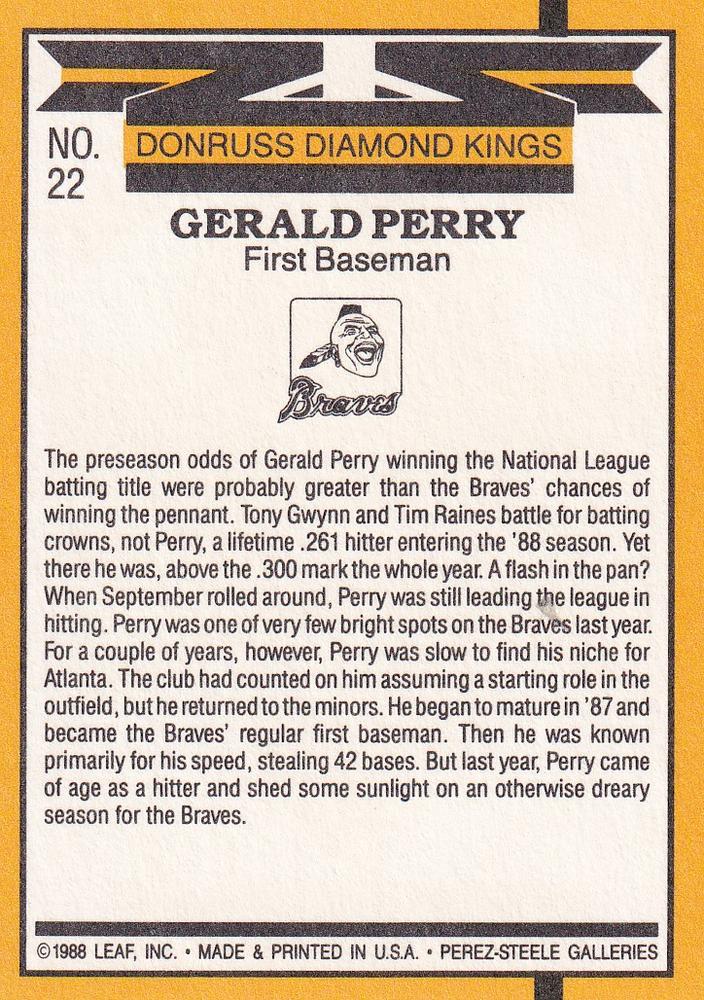 NO.
22
DONRUSS DIAMOND KINGS
GERALD PERRY
First Baseman
Braves
The preseason odds of Gerald Perry winning the National League
batting title were probably greater than the Braves' chances of
winning the pennant. Tony Gwynn and Tim Raines battle for batting
crowns, not Perry, a lifetime .261 hitter entering the '88 season. Yet
there he was, above the .300 mark the whole year. A flash in the pan?
When September rolled around, Perry was still leading the league in
hitting. Perry was one of very few bright spots on the Braves last year.
For a couple of years, however, Perry was slow to find his niche for
Atlanta. The club had counted on him assuming a starting role in the
outfield, but he returned to the minors. He began to mature in '87 and
became the Braves' regular first baseman. Then he was known
primarily for his speed, stealing 42 bases. But last year, Perry came
of age as a hitter and shed some sunlight on an otherwise dreary
season for the Braves.
©1988 LEAF, INC. • MADE & PRINTED IN U.S.A. • PEREZ-STEELE GALLERIES